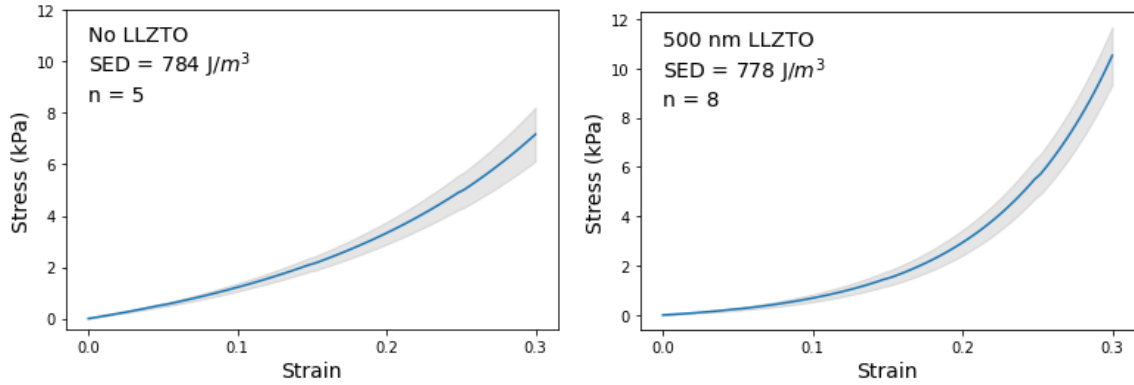 No LLZTO
SED = 784 J/m³
n = 5
12
10
8
6
4
2
0
Stress (kPa)
0.0 0.1 0.2 0.3
Strain
500 nm LLZTO
SED = 778 J/m³
n = 8
12
10
8
6
4
2
0
Stress (kPa)
0.0 0.1 0.2 0.3
Strain